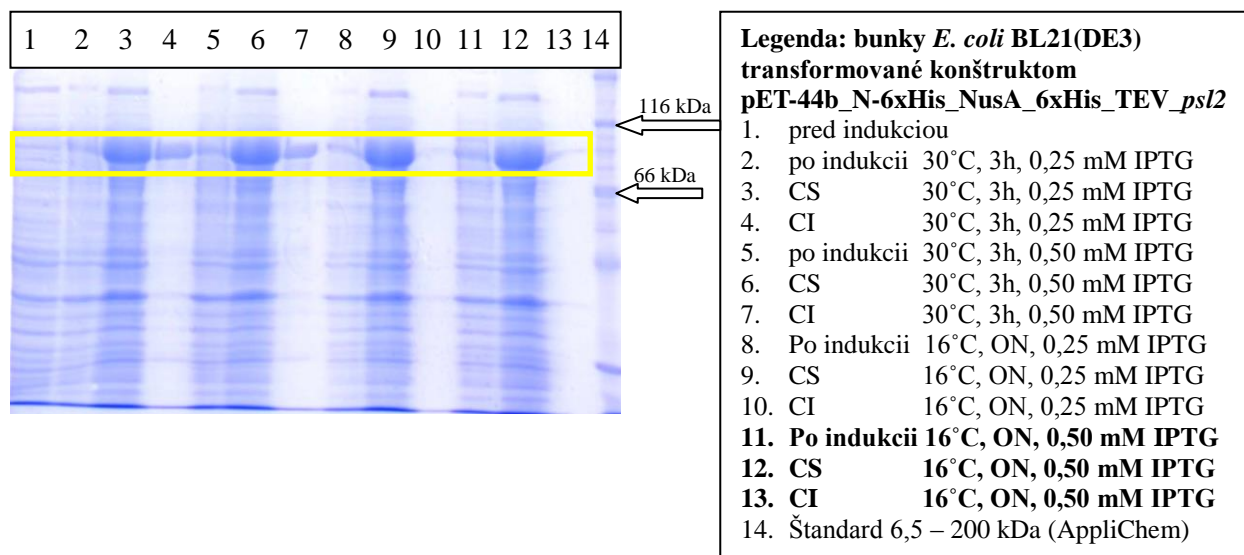 1 2 3 4 5 6 7 8 9 10 11 12 13 14
116 kDa
66 kDa
Legenda: bunky E. coli BL21(DE3)
transformované konštruktom
pET-44b_N-6xHis_NusA_6xHis_TEV_psl2
1. pred indukciou
2. po indukcii 30˚C, 3h, 0,25 mM IPTG
3. CS 30˚C, 3h, 0,25 mM IPTG
4. CI 30˚C, 3h, 0,25 mM IPTG
5. po indukcii 30˚C, 3h, 0,50 mM IPTG
6. CS 30˚C, 3h, 0,50 mM IPTG
7. CI 30˚C, 3h, 0,50 mM IPTG
8. Po indukcii 16˚C, ON, 0,25 mM IPTG
9. CS 16˚C, ON, 0,25 mM IPTG
10. CI 16˚C, ON, 0,25 mM IPTG
11. Po indukcii 16˚C, ON, 0,50 mM IPTG
12. CS 16˚C, ON, 0,50 mM IPTG
13. CI 16˚C, ON, 0,50 mM IPTG
14. Štandard 6,5 – 200 kDa (AppliChem)